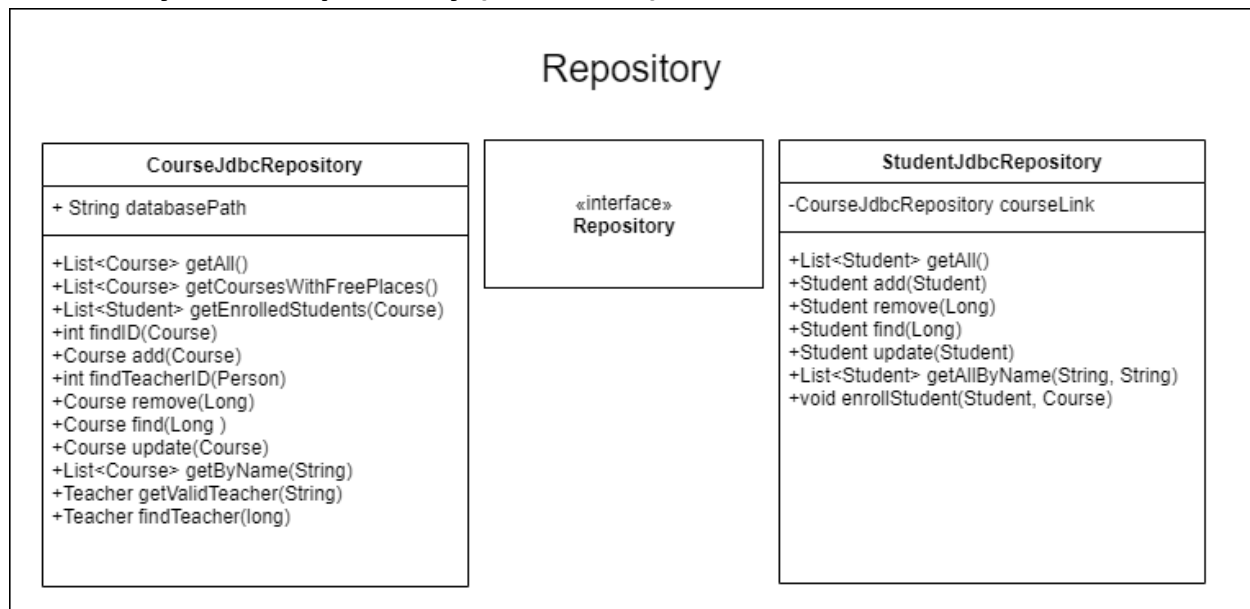 Repository
CourseJdbcRepository
+ String databasePath
+List<Course> getAll()
+List<Course> getCoursesWithFreePlaces()
+List<Student> getEnrolledStudents(Course)
+int findID(Course)
+Course add(Course)
+int findTeacherID(Person)
+Course remove(Long)
+Course find(Long )
+Course update(Course)
+List<Course> getByName(String)
+Teacher getValidTeacher(String)
+Teacher findTeacher(long)
«interface»
Repository
StudentJdbcRepository
-CourseJdbcRepository courseLink
+List<Student> getAll()
+Student add(Student)
+Student remove(Long)
+Student find(Long)
+Student update(Student)
+List<Student> getAllByName(String, String)
+void enrollStudent(Student, Course)